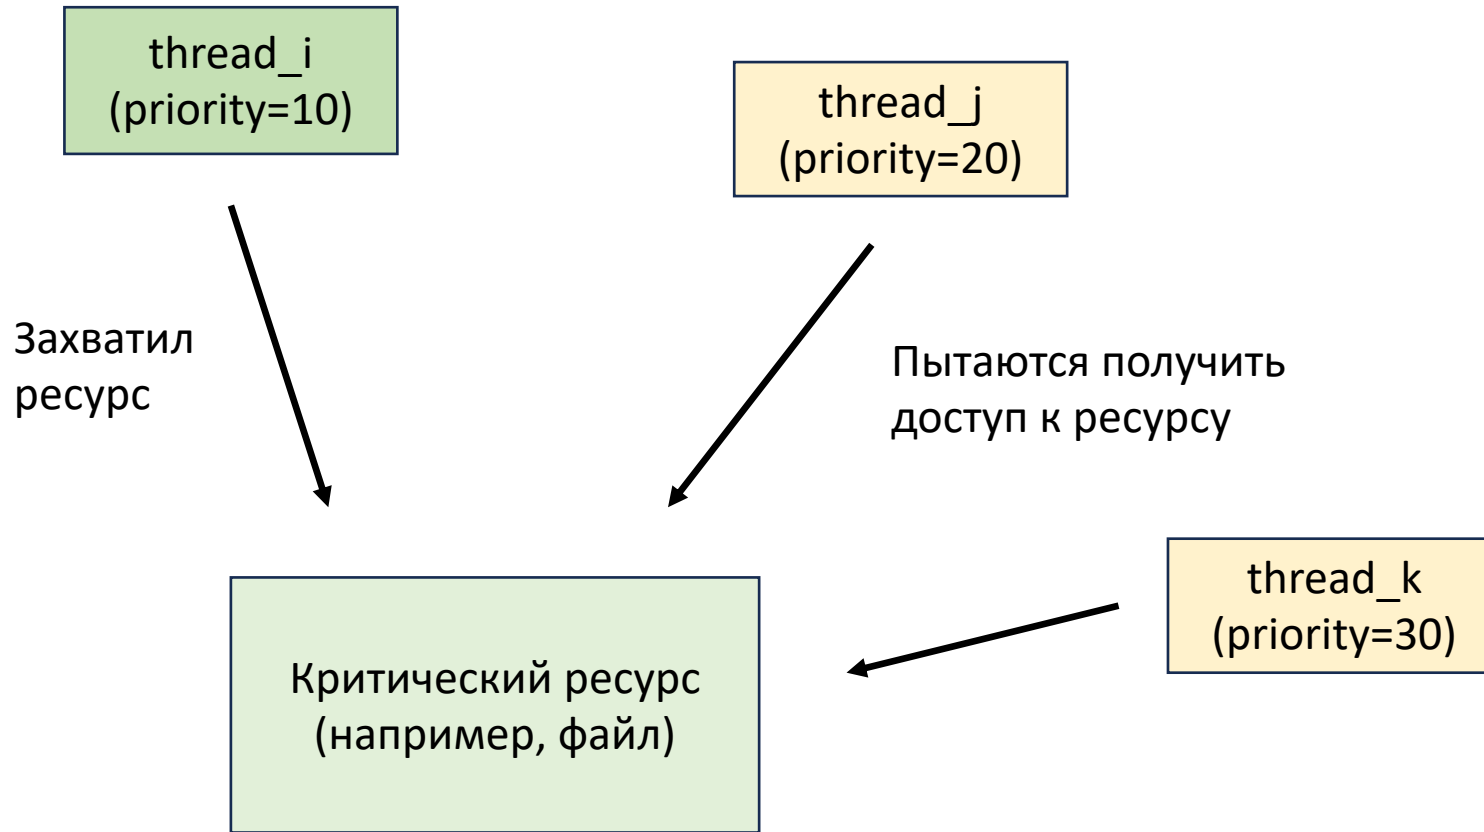 thread_i
(priority=10)
thread_j
(priority=20)
Захватил
ресурс
Пытаются получить
доступ к ресурсу
thread_k
(priority=30)
Критический ресурс
(например, файл)